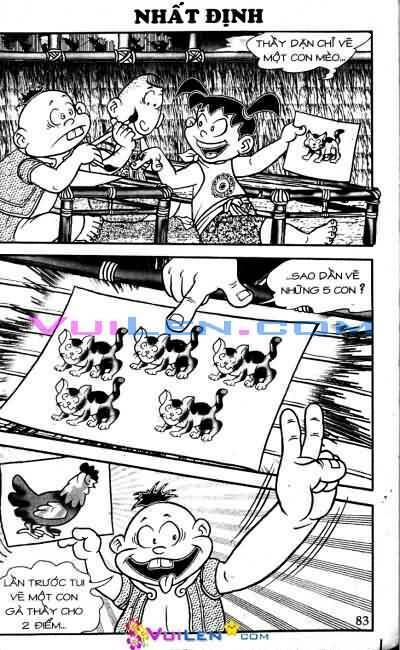 NHẤT ĐỊNH
THẦY DẶN CHỈ VẼ
MỘT CON MÈO...
...SAO DẦN VẼ
NHỮNG 5 CON?
VuiLen.com
LẦN TRƯỚC TUI
VẼ MỘT CON
GÀ THẦY CHO
2 ĐIỂM...
83
VuiLen.com